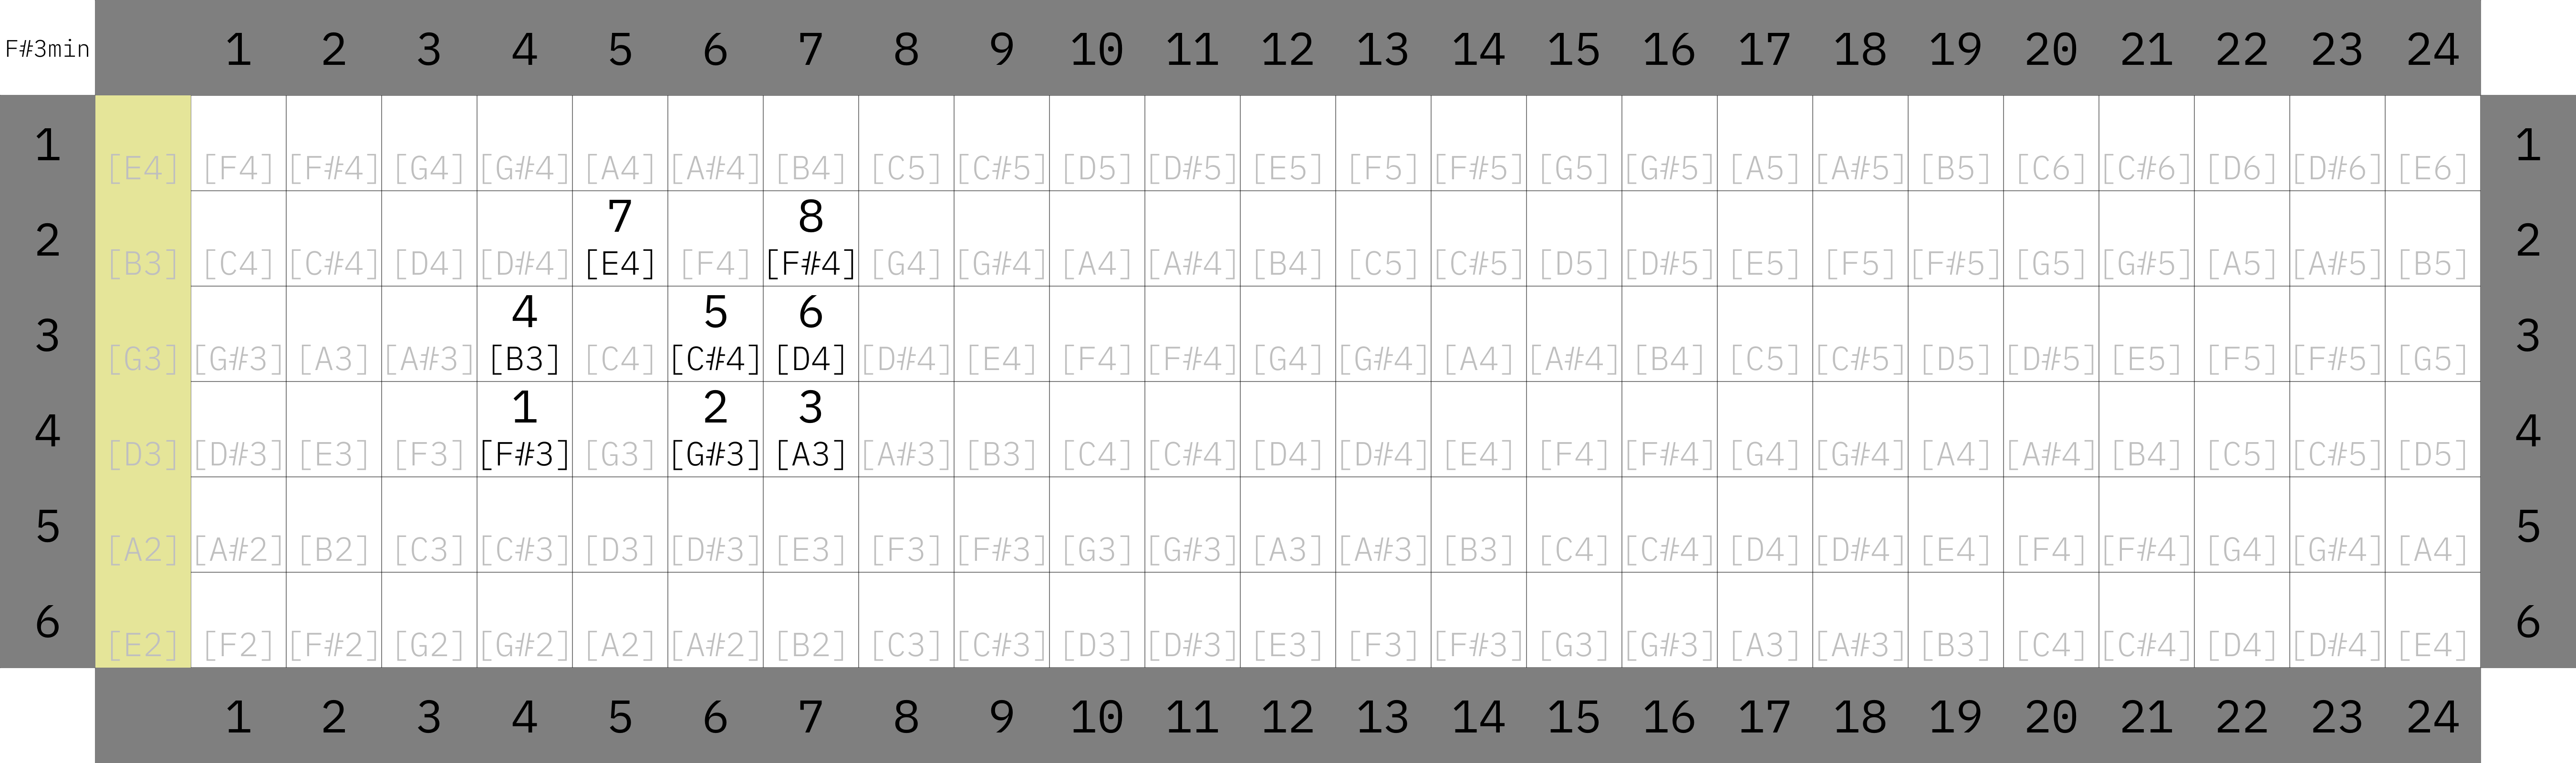 F#3min 1 2 3 4 5 6 7 8 9 10 11 12 13 14 15 16 17 18 19 20 21 22 23 24
1 [E4] [F4] [F#4] [G4] [G#4] [A4] [A#4] [B4] [C5] [C#5] [D5] [D#5] [E5] [F5] [F#5] [G5] [G#5] [A5] [A#5] [B5] [C6] [C#6] [D6] [D#6] [E6] 1
7 8
2 [B3] [C4] [C#4] [D4] [D#4] [E4] [F4] [F#4] [G4] [G#4] [A4] [A#4] [B4] [C5] [C#5] [D5] [D#5] [E5] [F5] [F#5] [G5] [G#5] [A5] [A#5] [B5] 2
4 5 6
3 [G3] [G#3] [A3] [A#3] [B3] [C4] [C#4] [D4] [D#4] [E4] [F4] [F#4] [G4] [G#4] [A4] [A#4] [B4] [C5] [C#5] [D5] [D#5] [E5] [F5] [F#5] [G5] 3
1 2 3
4 [D3] [D#3] [E3] [F3] [F#3] [G3] [G#3] [A3] [A#3] [B3] [C4] [C#4] [D4] [D#4] [E4] [F4] [F#4] [G4] [G#4] [A4] [A#4] [B4] [C5] [C#5] [D5] 4
5 [A2] [A#2] [B2] [C3] [C#3] [D3] [D#3] [E3] [F3] [F#3] [G3] [G#3] [A3] [A#3] [B3] [C4] [C#4] [D4] [D#4] [E4] [F4] [F#4] [G4] [G#4] [A4] 5
6 [E2] [F2] [F#2] [G2] [G#2] [A2] [A#2] [B2] [C3] [C#3] [D3] [D#3] [E3] [F3] [F#3] [G3] [G#3] [A3] [A#3] [B3] [C4] [C#4] [D4] [D#4] [E4] 6
1 2 3 4 5 6 7 8 9 10 11 12 13 14 15 16 17 18 19 20 21 22 23 24